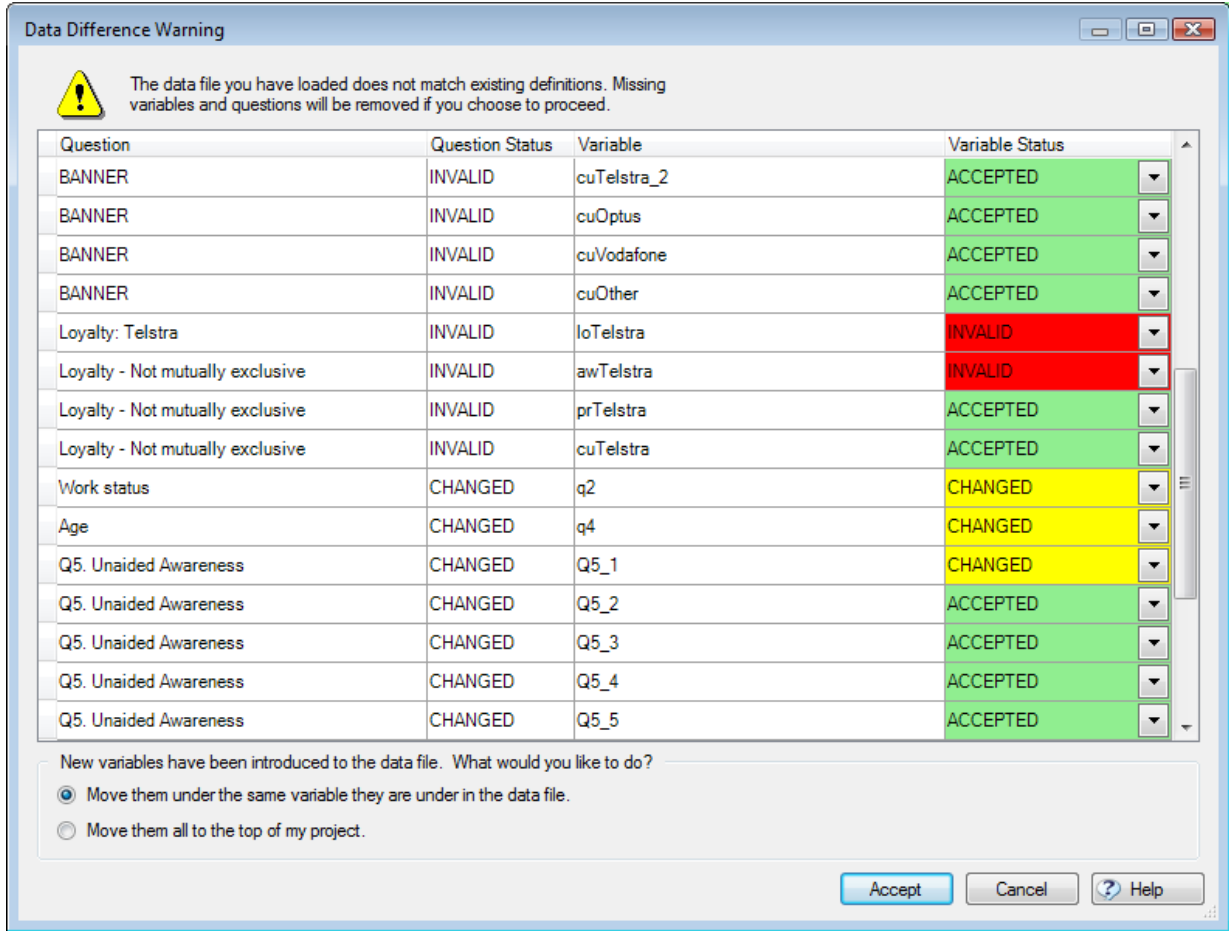 Data Difference Warning
The data file you have loaded does not match existing definitions. Missing
variables and questions will be removed if you choose to proceed.
Question Question Status Variable Variable Status
BANNER INVALID cuTelstra_2 ACCEPTED
BANNER INVALID cuOptus ACCEPTED
BANNER INVALID cuVodafone ACCEPTED
BANNER INVALID cuOther ACCEPTED
Loyalty: Telstra INVALID loTelstra INVALID
Loyalty - Not mutually exclusive INVALID awTelstra INVALID
Loyalty - Not mutually exclusive INVALID prTelstra ACCEPTED
Loyalty - Not mutually exclusive INVALID cuTelstra ACCEPTED
Work status CHANGED q2 CHANGED
Age CHANGED q4 CHANGED
Q5. Unaided Awareness CHANGED Q5_1 CHANGED
Q5. Unaided Awareness CHANGED Q5_2 ACCEPTED
Q5. Unaided Awareness CHANGED Q5_3 ACCEPTED
Q5. Unaided Awareness CHANGED Q5_4 ACCEPTED
Q5. Unaided Awareness CHANGED Q5_5 ACCEPTED
New variables have been introduced to the data file. What would you like to do?
Move them under the same variable they are under in the data file.
Move them all to the top of my project.
Accept Cancel Help